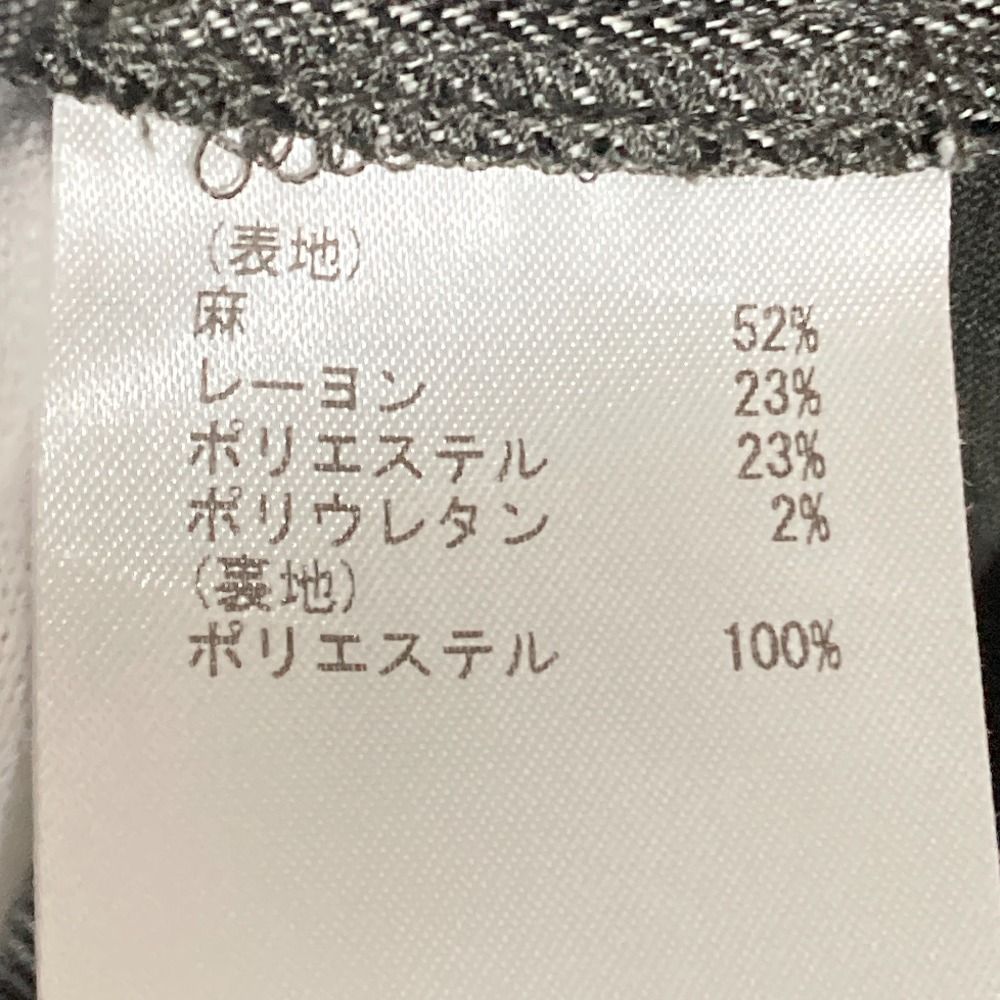 (表地)
麻 52%
レーヨン 23%
ポリエステル 23%
ポリウレタン 2%
(裏地)
ポリエステル 100%